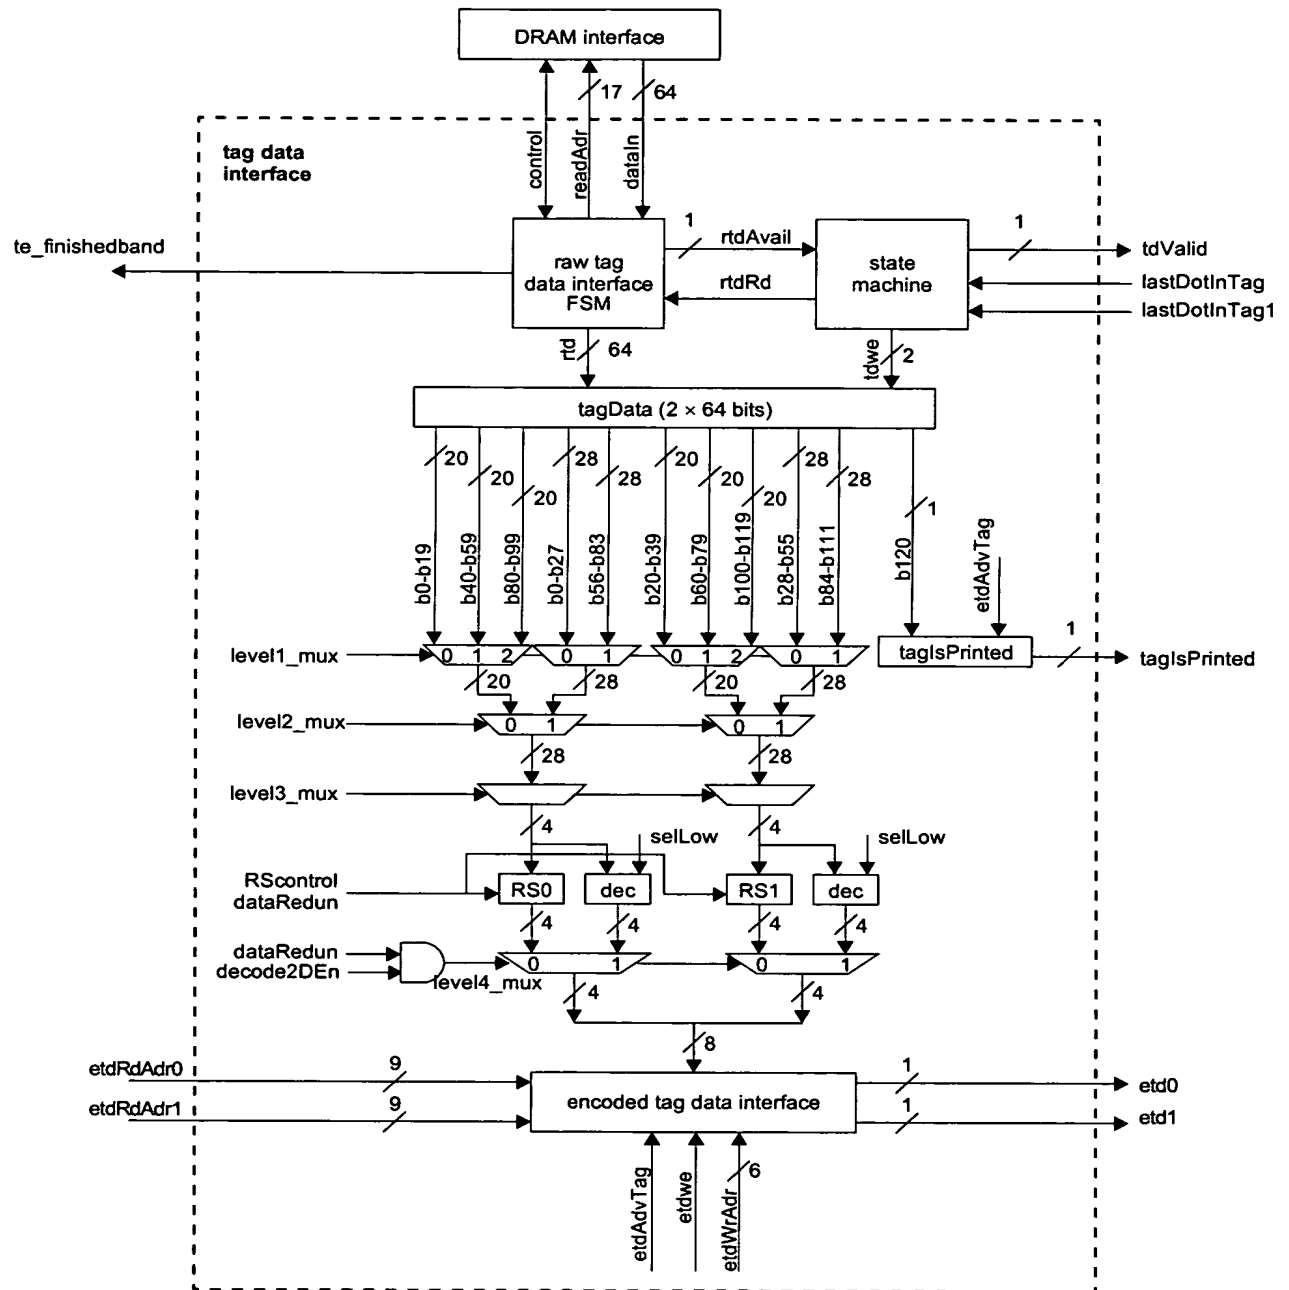 DRAM interface
17
64
tag data
interface
control
readAdr
dataIn
te_finishedband
raw tag
data interface
FSM
1
rtdAvail
rtdRd
state
machine
1
tdValid
lastDotInTag
lastDotInTag1
rtd
64
tdwe
2
tagData (2 × 64 bits)
20
20
20
28
28
20
20
20
28
28
1
b0-b19
b40-b59
b80-b99
b0-b27
b56-b83
b20-b39
b60-b79
b100-b119
b28-b55
b84-b111
b120
etdAdvTag
level1_mux
0 1 2
0 1
0 1 2
0 1
tagIsPrinted
1
tagIsPrinted
20
28
20
28
level2_mux
0 1
0 1
28
28
level3_mux
4
4
selLow
selLow
RScontrol
dataRedun
RS0
dec
RS1
dec
4
4
4
4
dataRedun
decode2DEn
level4_mux
0 1
0 1
4
4
8
etdRdAdr0
9
etdRdAdr1
9
encoded tag data interface
1
etd0
1
etd1
etdAdvTag
etdwe
etdWrAdr
6